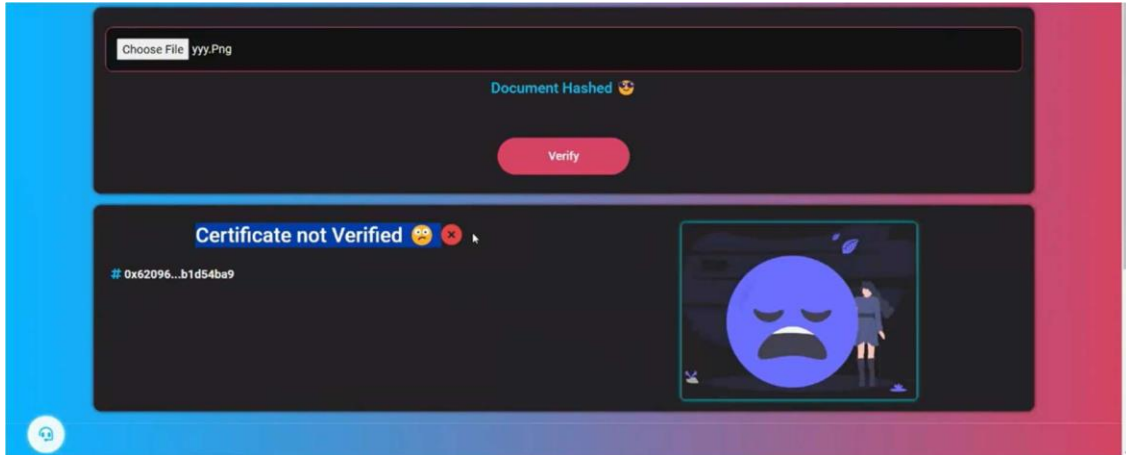 Choose File yyy.Png
Document Hashed 😎
Verify
Certificate not Verified 😟 ❌
# 0x62096...b1d54ba9